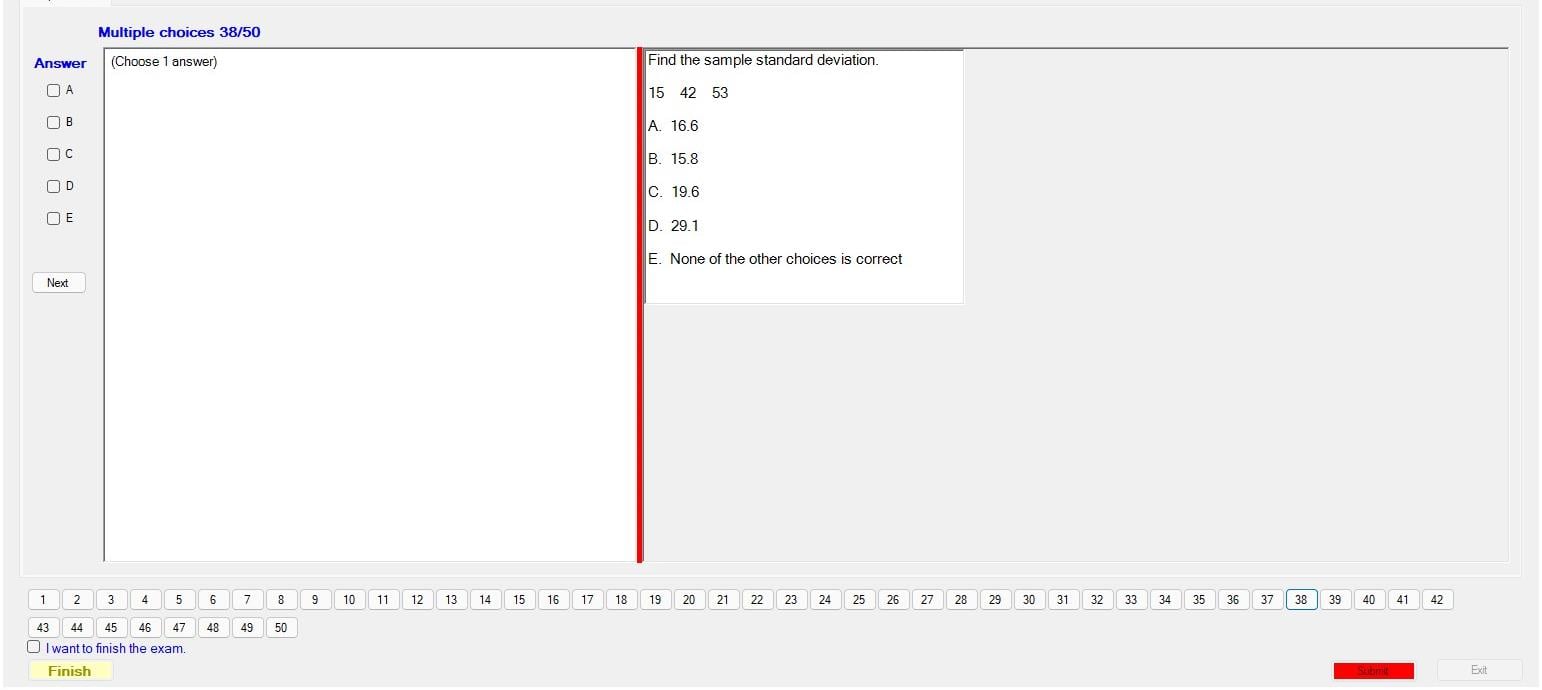 Multiple choices 38/50
Answer
(Choose 1 answer)
A
B
C
D
E
Next
Find the sample standard deviation.
15 42 53
A. 16.6
B. 15.8
C. 19.6
D. 29.1
E. None of the other choices is correct
1 2 3 4 5 6 7 8 9 10 11 12 13 14 15 16 17 18 19 20 21 22 23 24 25 26 27 28 29 30 31 32 33 34 35 36 37 38 39 40 41 42
43 44 45 46 47 48 49 50
I want to finish the exam.
Finish
Submit
Exit